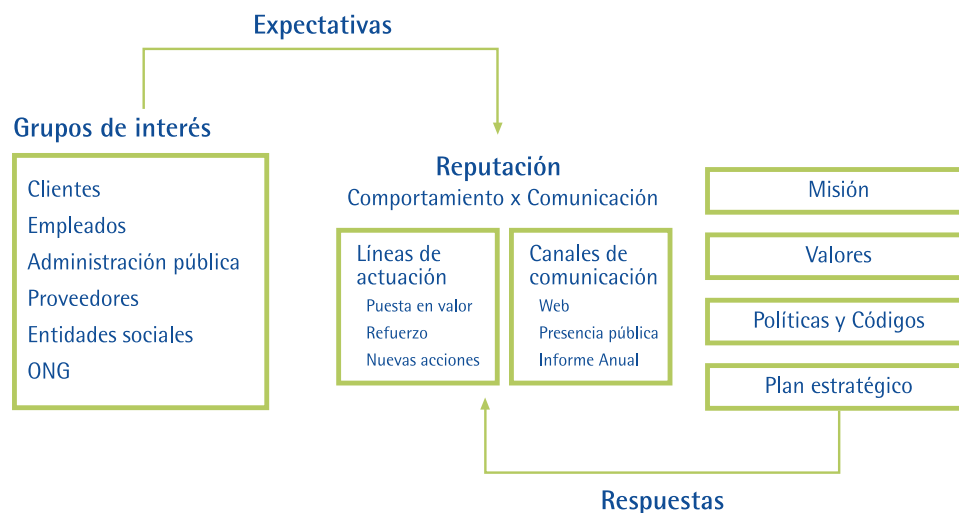 Expectativas
Grupos de interés
Clientes
Empleados
Administración pública
Proveedores
Entidades sociales
ONG
Reputación
Comportamiento x Comunicación
Líneas de
actuación
Puesta en valor
Refuerzo
Nuevas acciones
Canales de
comunicación
Web
Presencia pública
Informe Anual
Misión
Valores
Políticas y Códigos
Plan estratégico
Respuestas